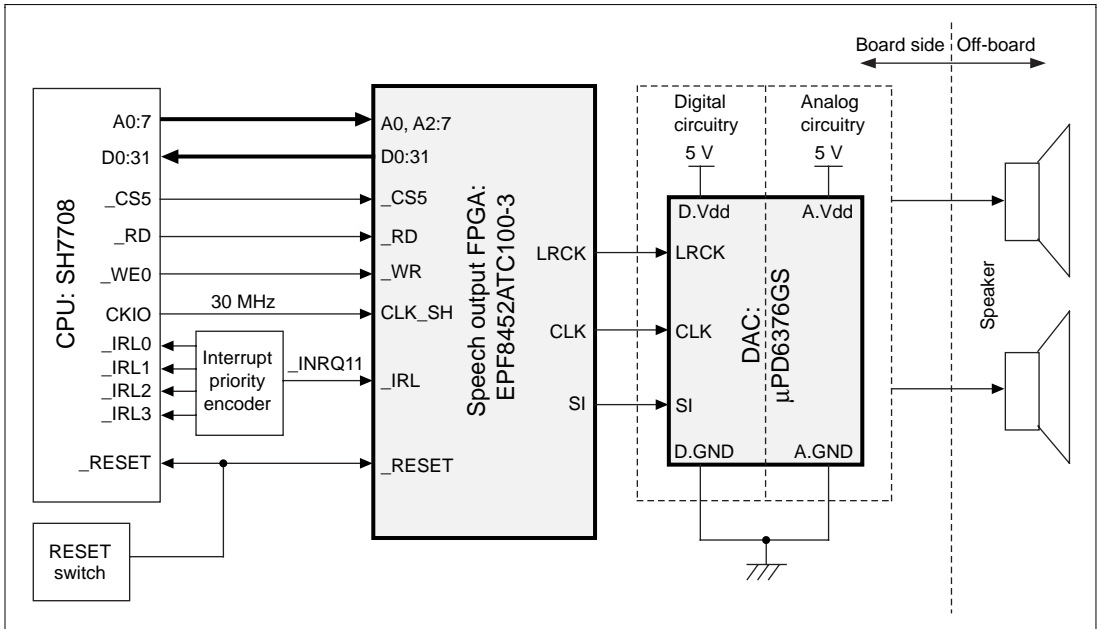 Board side
Off-board
CPU: SH7708
A0:7
D0:31
_CS5
_RD
_WE0
CKIO
_IRL0
_IRL1
_IRL2
_IRL3
_RESET
30 MHz
Interrupt
priority
encoder
_INRQ11
RESET
switch
Speech output FPGA:
EPF8452ATC100-3
A0, A2:7
D0:31
_CS5
_RD
_WR
CLK_SH
_IRL
_RESET
LRCK
CLK
SI
Digital
circuitry
5 V
Analog
circuitry
5 V
D.Vdd
A.Vdd
LRCK
CLK
SI
DAC:
µPD6376GS
D.GND
A.GND
Speaker